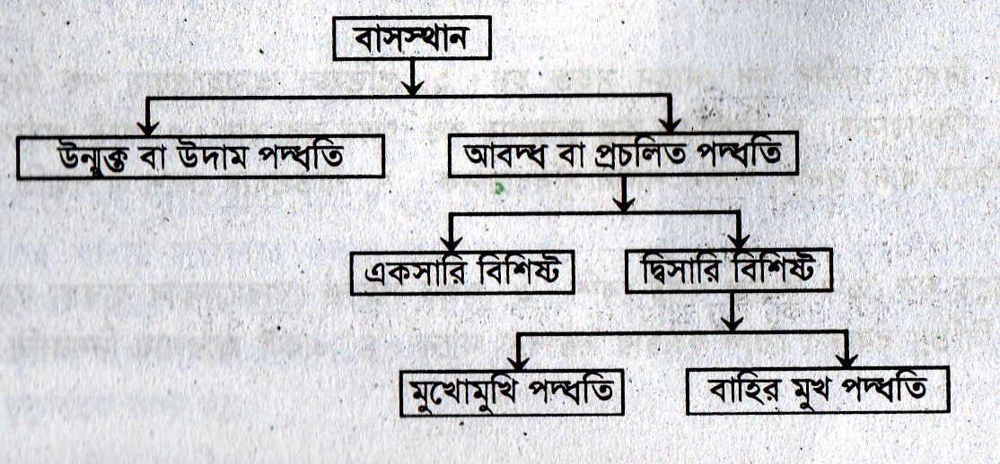 বাসস্থান
উন্মুক্ত বা উদাম পদ্ধতি
আবদ্ধ বা প্রচলিত পদ্ধতি
একসারি বিশিষ্ট
দ্বিসারি বিশিষ্ট
মুখোমুখি পদ্ধতি
বাহির মুখ পদ্ধতি